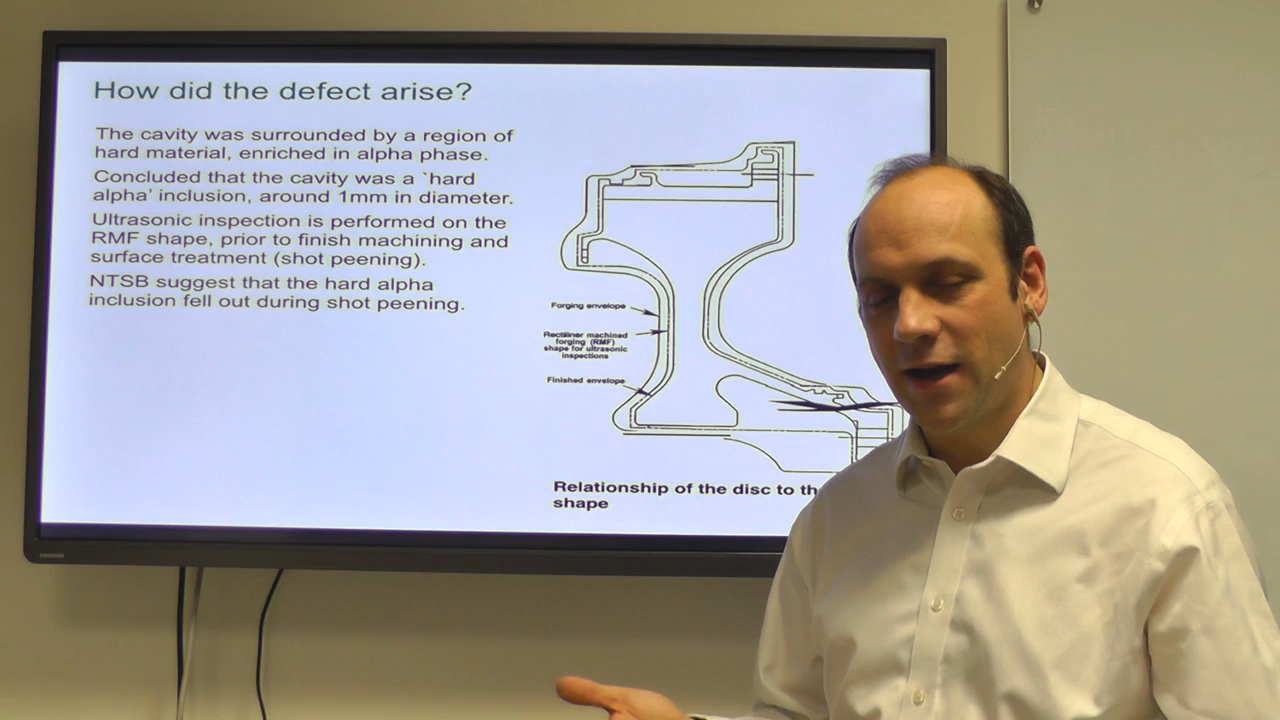 How did the defect arise?
The cavity was surrounded by a region of
hard material, enriched in alpha phase.
Concluded that the cavity was a `hard
alpha' inclusion, around 1mm in diameter.
Ultrasonic inspection is performed on the
RMF shape, prior to finish machining and
surface treatment (shot peening).
NTSB suggest that the hard alpha
inclusion fell out during shot peening.
Forging envelope
Rectiliner machined
forging (RMF)
shape for ultrasonic
inspections
Finished envelope
Relationship of the disc to th
shape
TOSHIBA